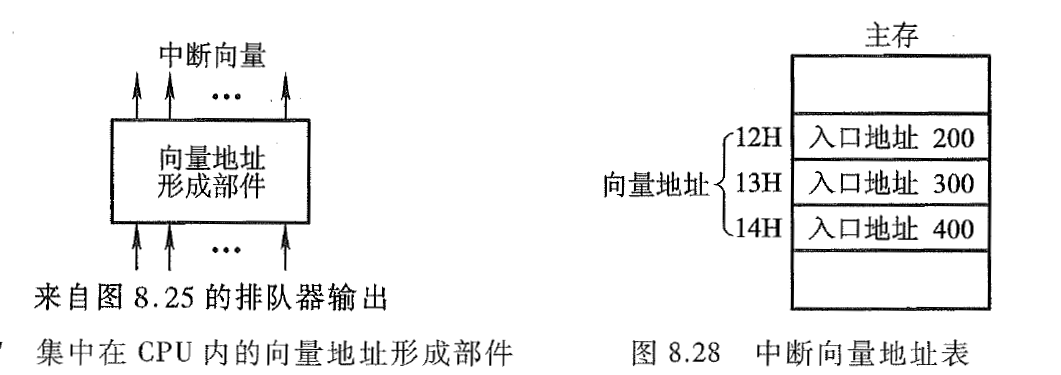 中断向量
…
向量地址
形成部件
…
来自图 8.25 的排队器输出
集中在 CPU 内的向量地址形成部件
主存
向量地址
12H 入口地址 200
13H 入口地址 300
14H 入口地址 400
图 8.28 中断向量地址表